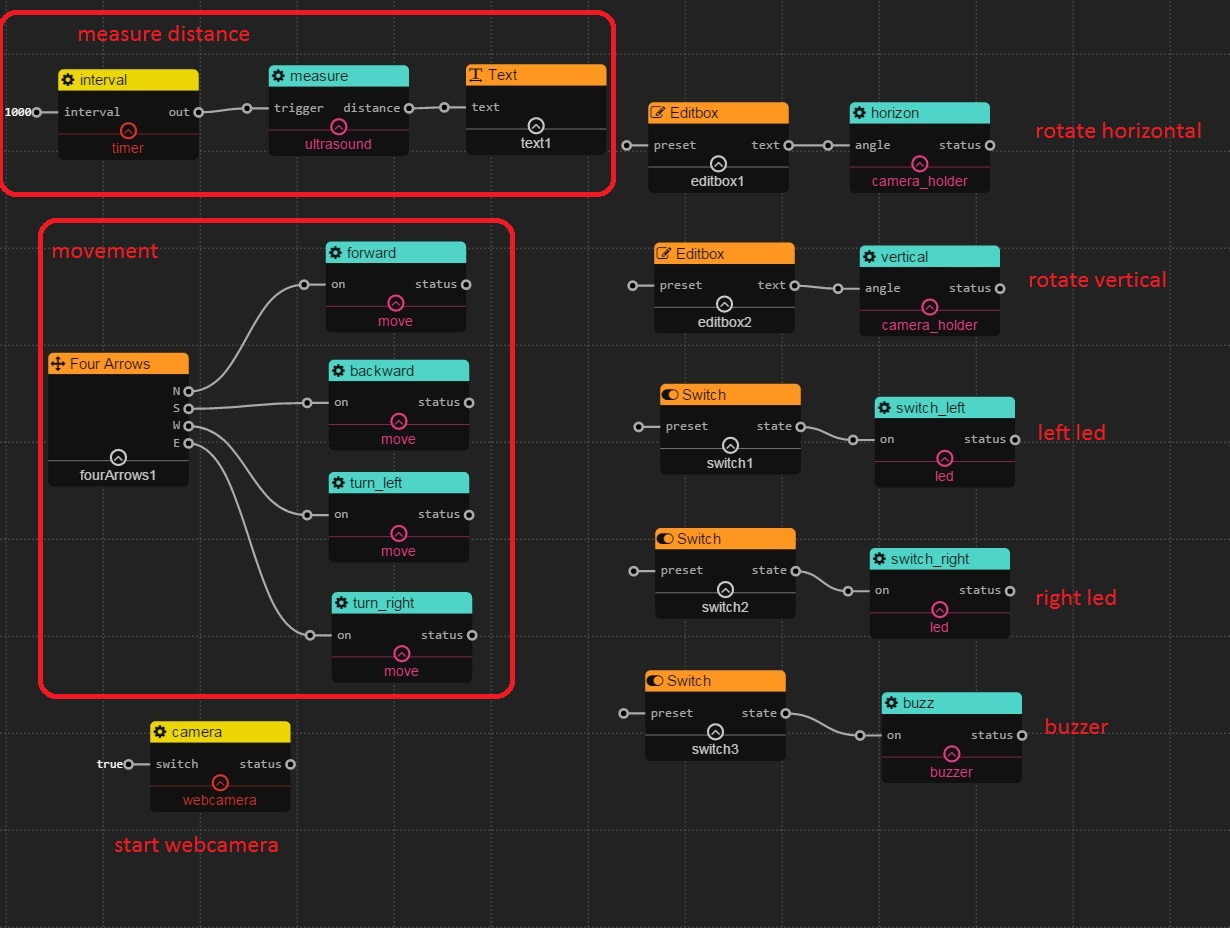 measure distance
interval
1000 interval out
timer
measure
trigger distance
ultrasound
Text
text
text1
movement
Four Arrows
N
S
W
E
fourArrows1
forward
on status
move
backward
on status
move
turn_left
on status
move
turn_right
on status
move
camera
true switch status
webcamera
start webcamera
Editbox
preset text
editbox1
horizon
angle status
camera_holder
rotate horizontal
Editbox
preset text
editbox2
vertical
angle status
camera_holder
rotate vertical
Switch
preset state
switch1
switch_left
on status
led
left led
Switch
preset state
switch2
switch_right
on status
led
right led
Switch
preset state
switch3
buzz
on status
buzzer
buzzer